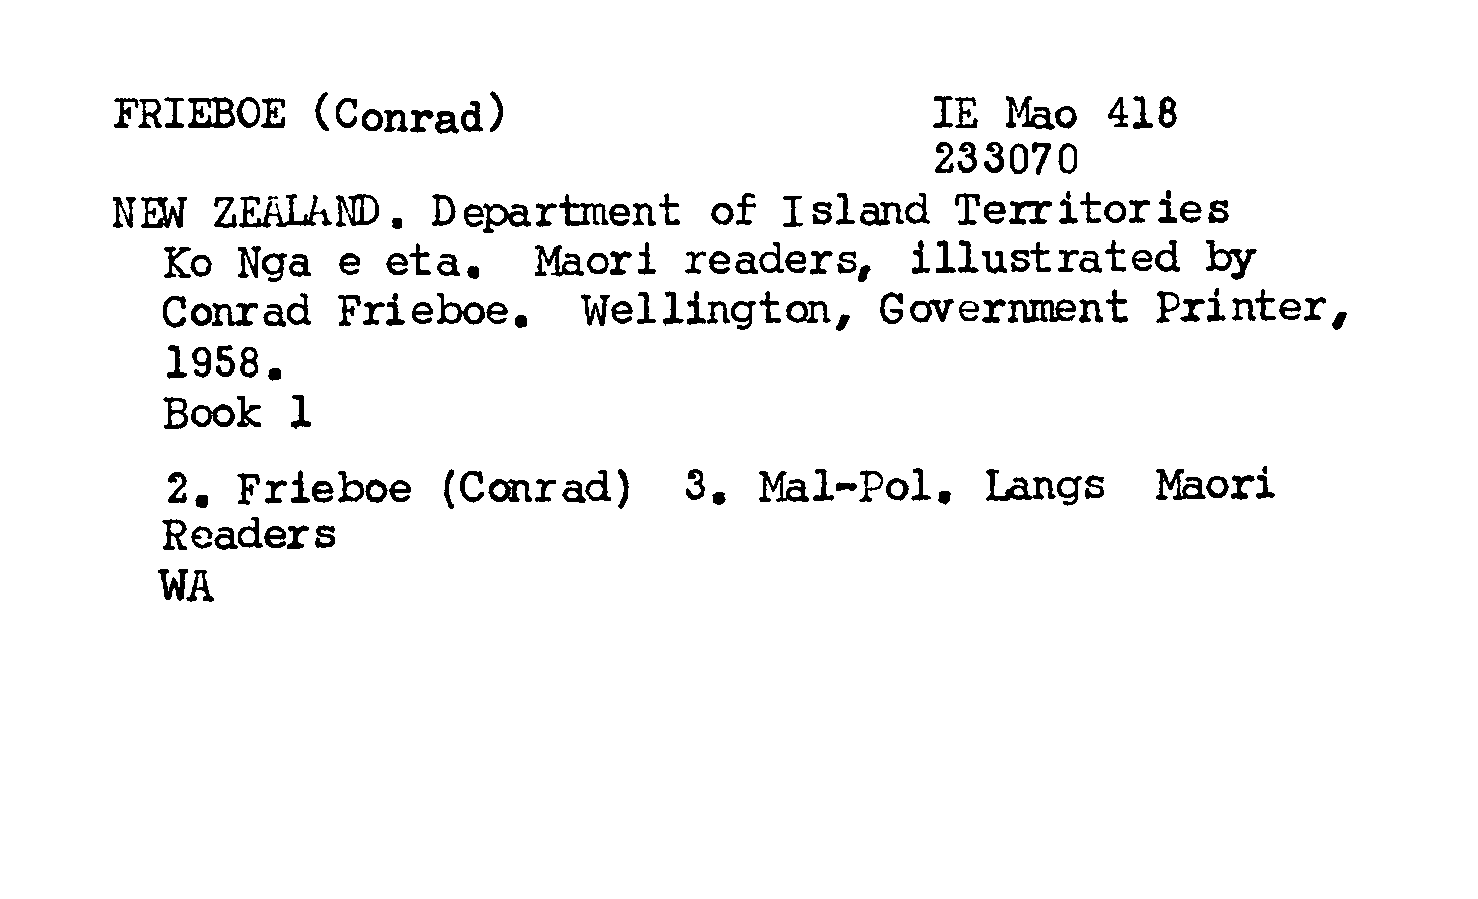 FRIEBOE (Conrad) IE Mao 418
233070
NEW ZEALAND. Department of Island Territories
Ko Nga e eta. Maori readers, illustrated by
Conrad Frieboe. Wellington, Government Printer,
1958.
Book 1
2. Frieboe (Conrad) 3. Mal-Pol. Langs Maori
Readers
WA